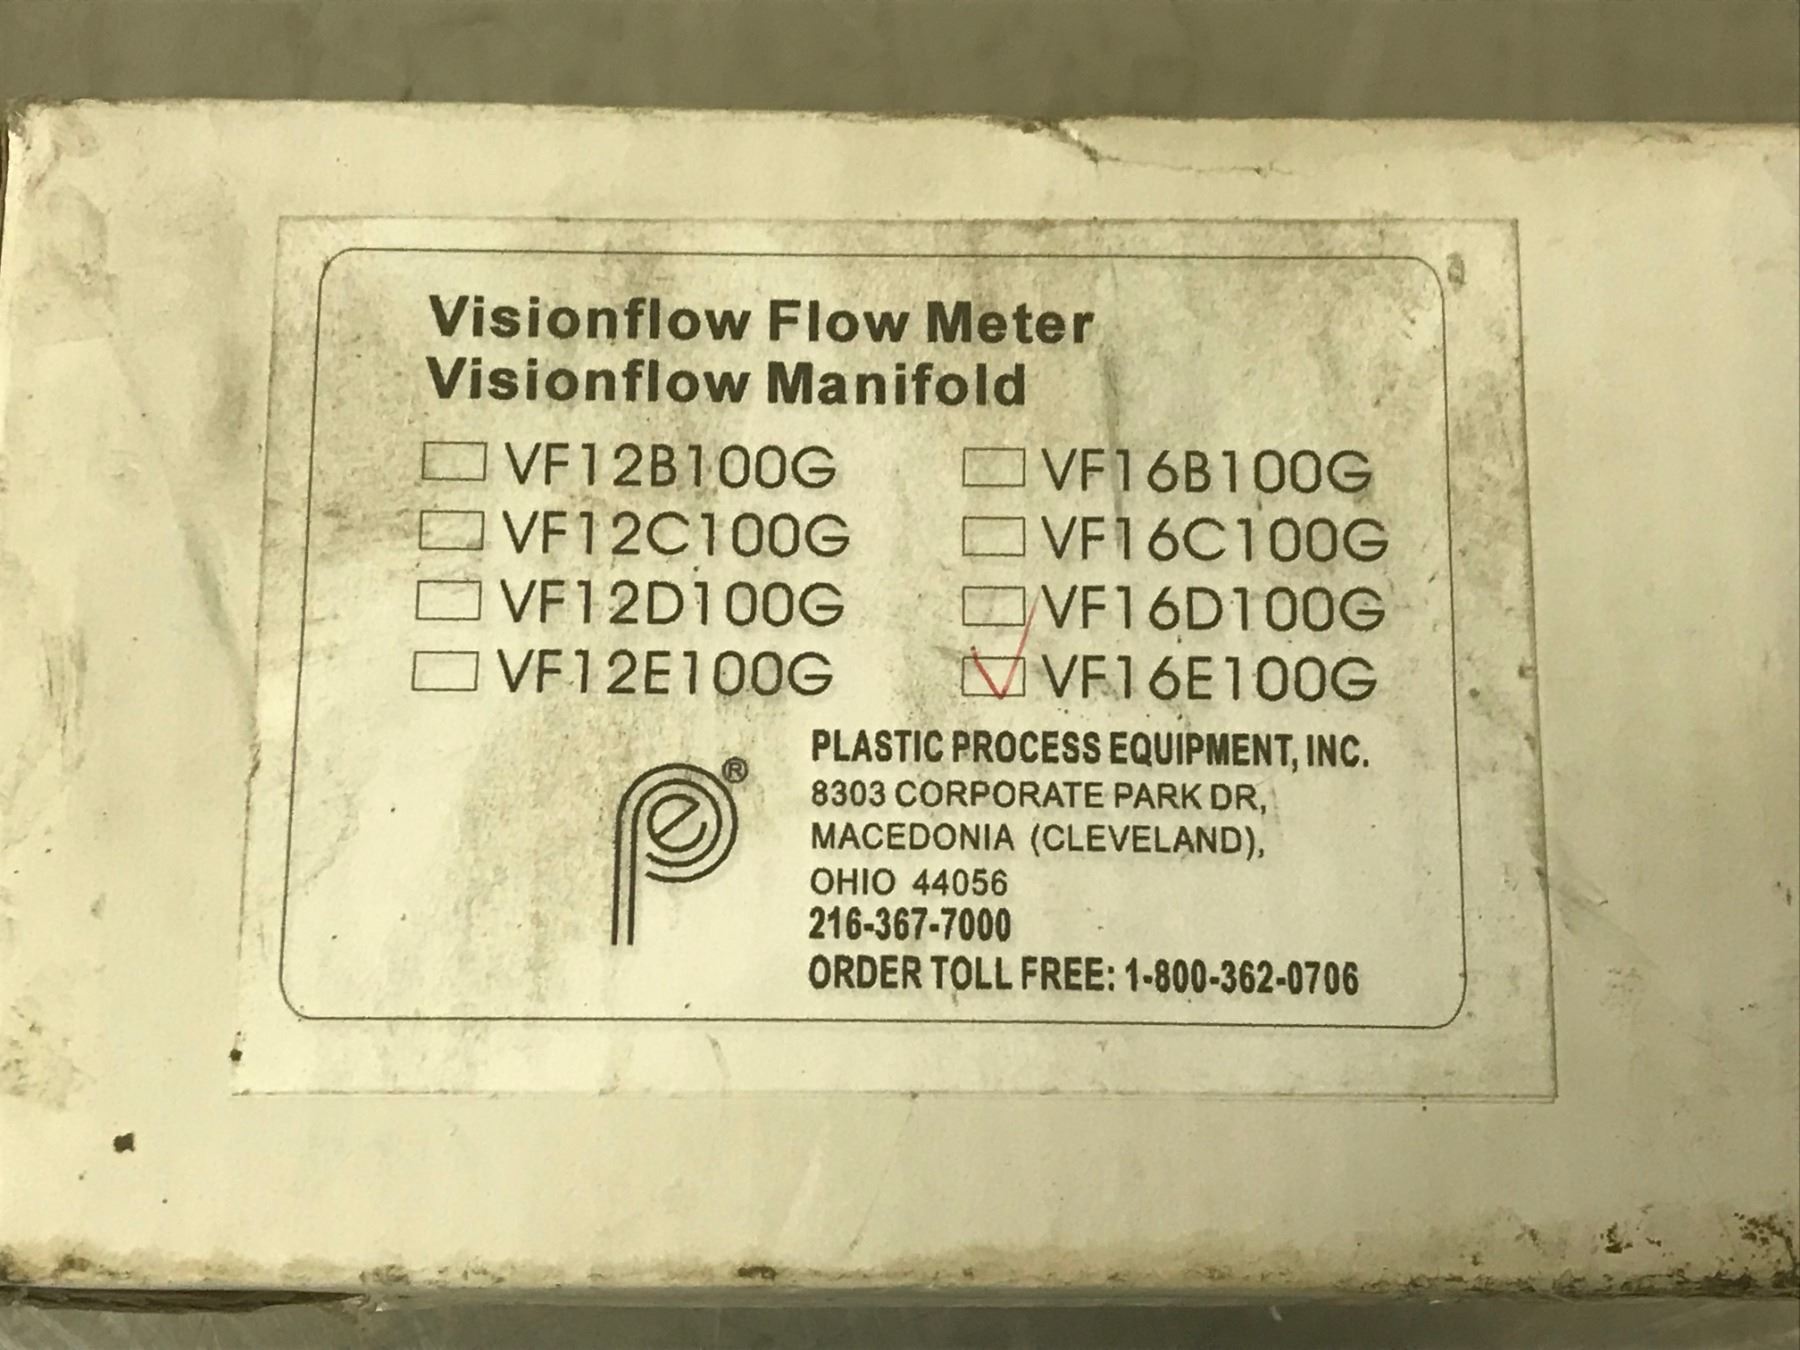 Visionflow Flow Meter
Visionflow Manifold
VF12B100G VF16B100G
VF12C100G VF16C100G
VF12D100G VF16D100G
VF12E100G VF16E100G
pe®
PLASTIC PROCESS EQUIPMENT, INC.
8303 CORPORATE PARK DR,
MACEDONIA (CLEVELAND),
OHIO 44056
216-367-7000
ORDER TOLL FREE: 1-800-362-0706